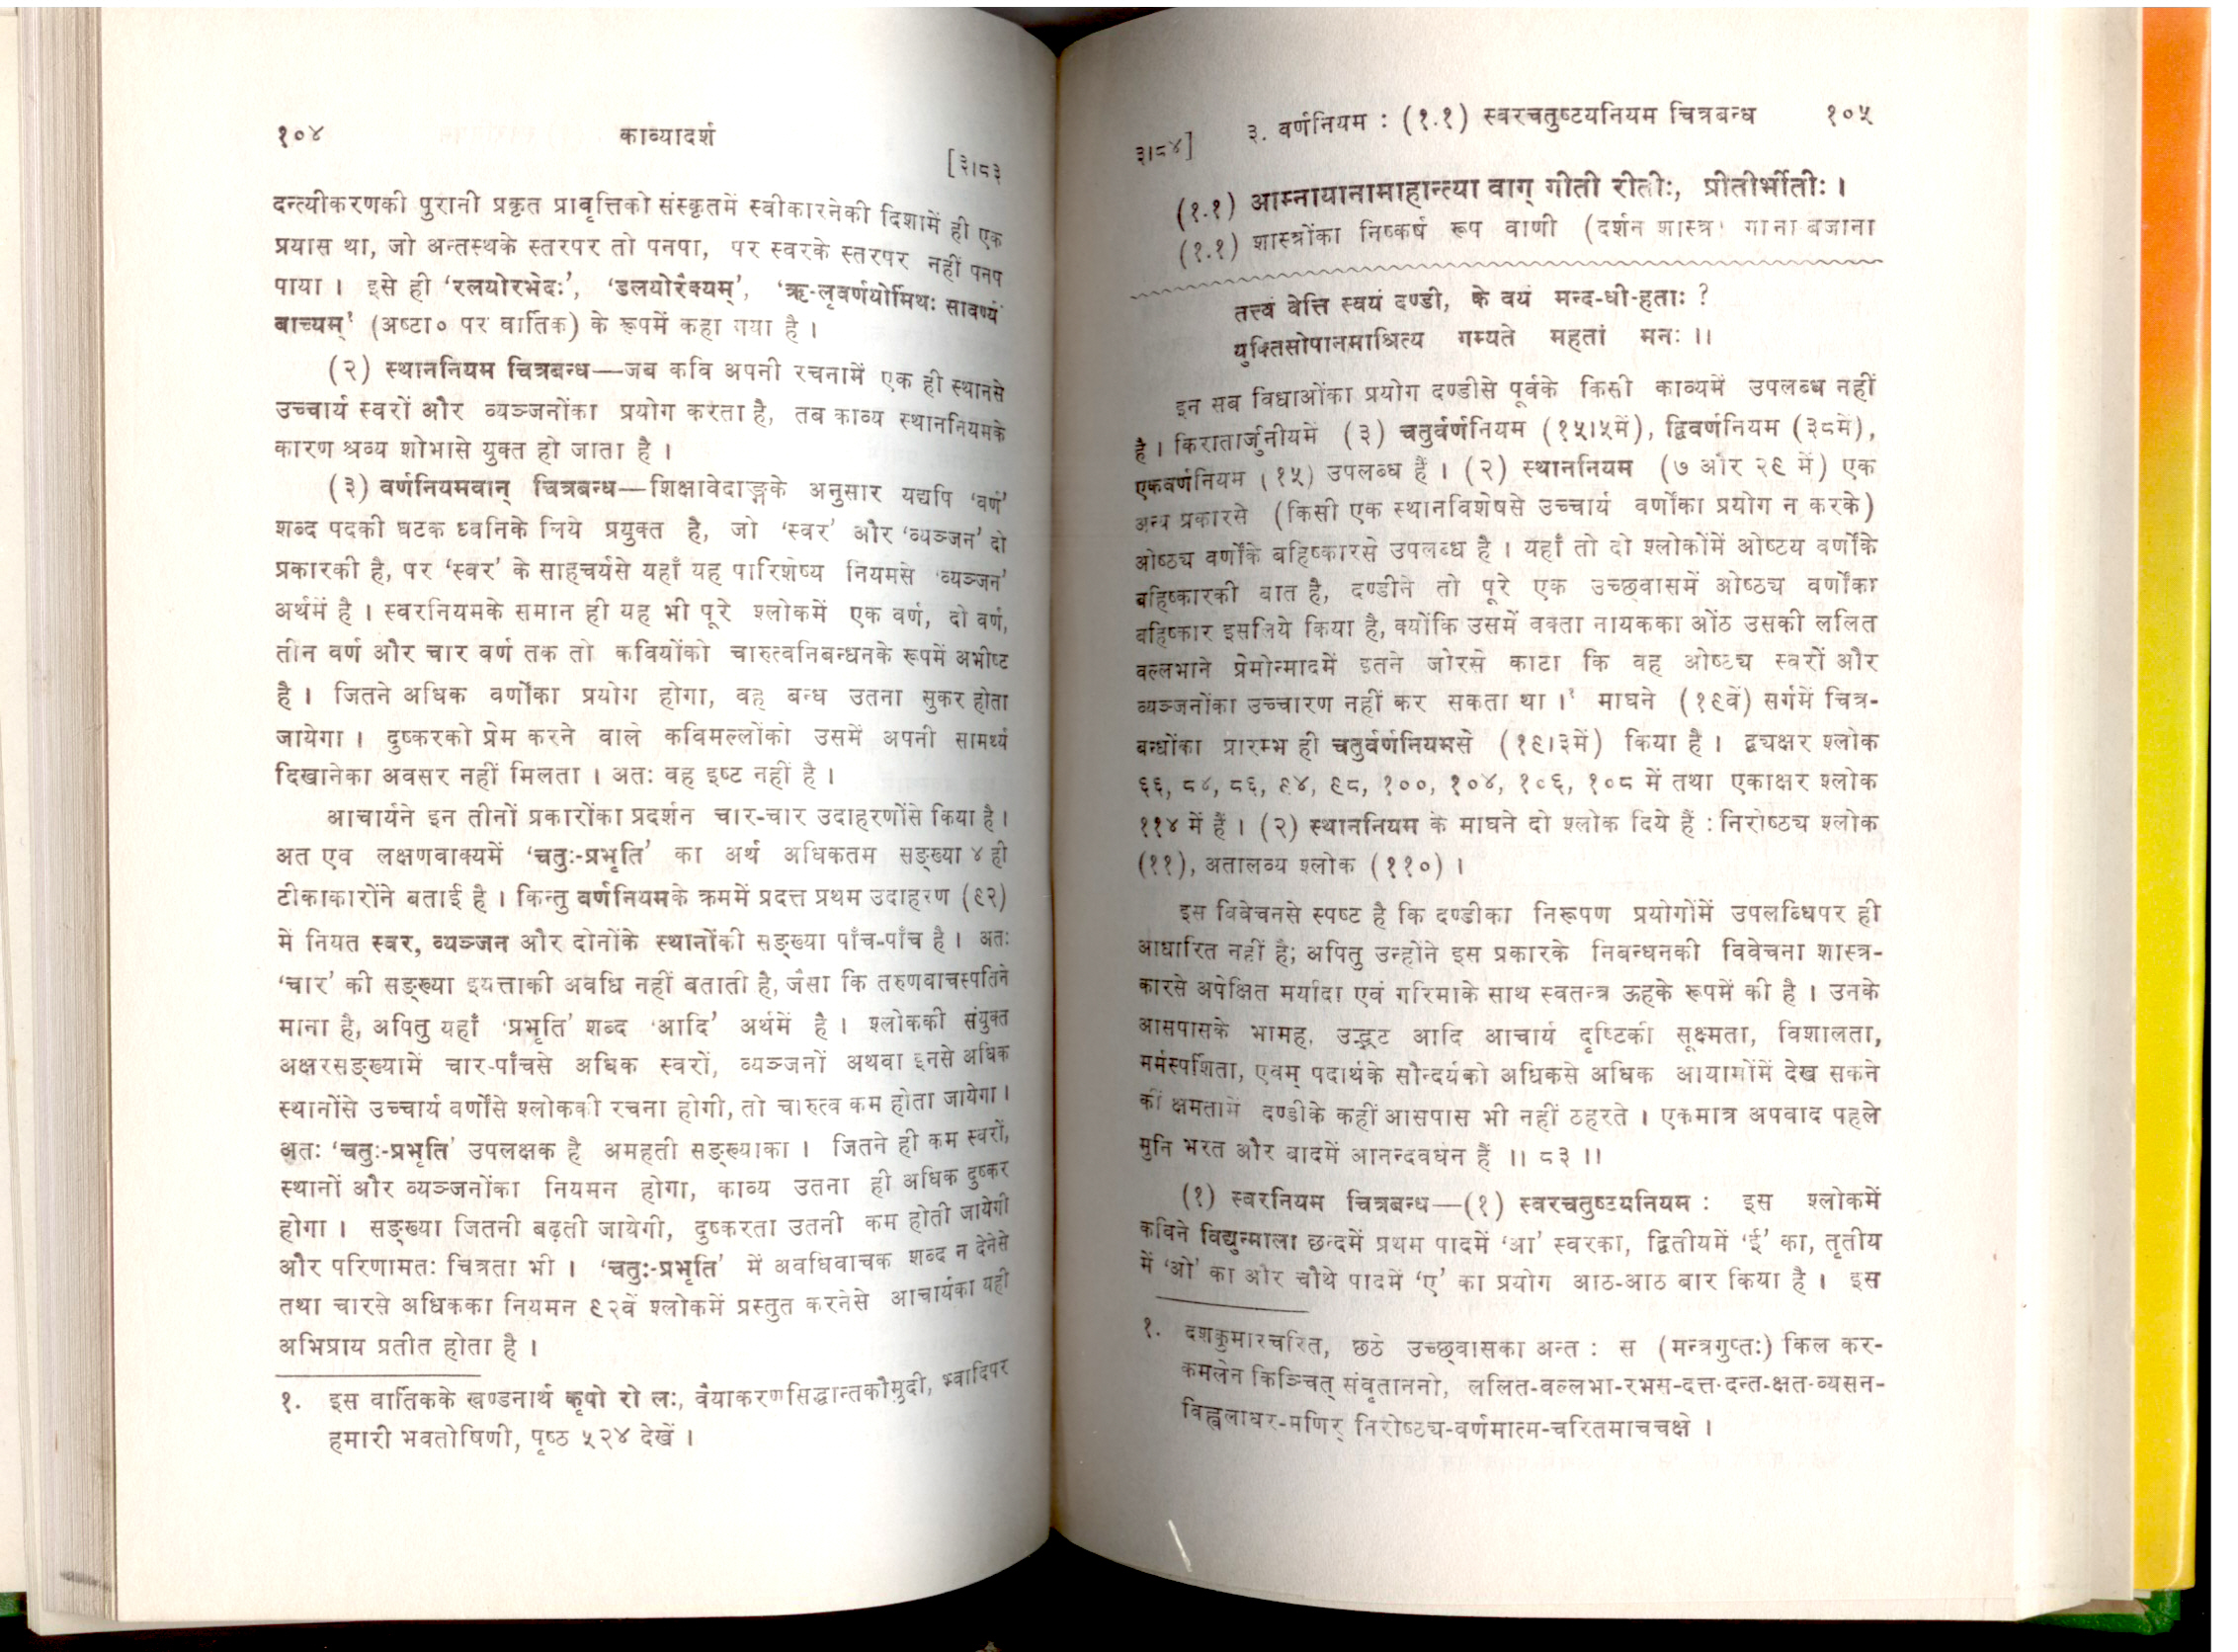 १०४ काव्यादर्श [३।८३
दन्त्यीकरणकी पुरानी प्रकृत प्रावृत्तिको संस्कृतमें स्वीकारनेकी दिशामें ही एक
प्रयास था, जो अन्तस्थके स्तरपर तो पनपा, पर स्वरके स्तरपर नहीं पनप
पाया । इसे ही ‘रलयोरभेदः’, ‘डलयोरैक्यम्’, ‘ऋ-लृवर्णयोर्मिथः सावर्ण्यं
वाच्यम्’¹ (अष्टा० पर वार्तिक) के रूपमें कहा गया है ।
(२) स्थाननियम चित्रबन्ध—जब कवि अपनी रचनामें एक ही स्थानसे
उच्चार्य स्वरों और व्यञ्जनोंका प्रयोग करता है, तब काव्य स्थाननियमके
कारण श्रव्य शोभासे युक्त हो जाता है ।
(३) वर्णनियमवान् चित्रबन्ध—शिक्षावेदाङ्गके अनुसार यद्यपि ‘वर्ण’
शब्द पदकी घटक ध्वनिके लिये प्रयुक्त है, जो ‘स्वर’ और ‘व्यञ्जन’ दो
प्रकारकी है, पर ‘स्वर’ के साहचर्यसे यहाँ यह पारिशेष्य नियमसे ‘व्यञ्जन’
अर्थमें है । स्वरनियमके समान ही यह भी पूरे श्लोकमें एक वर्ण, दो वर्ण,
तीन वर्ण और चार वर्ण तक तो कवियोंको चारुत्वनिबन्धनके रूपमें अभीष्ट
है । जितने अधिक वर्णोंका प्रयोग होगा, वह बन्ध उतना सुकर होता
जायेगा । दुष्करको प्रेम करने वाले कविमल्लोंको उसमें अपनी सामर्थ्य
दिखानेका अवसर नहीं मिलता । अतः वह इष्ट नहीं है ।
आचार्यने इन तीनों प्रकारोंका प्रदर्शन चार-चार उदाहरणोंसे किया है ।
अत एव लक्षणवाक्यमें ‘चतुः-प्रभृति’ का अर्थ अधिकतम सङ्ख्या ४ ही
टीकाकारोंने बताई है । किन्तु वर्णनियमके क्रममें प्रदत्त प्रथम उदाहरण (९२)
में नियत स्वर, व्यञ्जन और दोनोंके स्थानोंकी सङ्ख्या पाँच-पाँच है । अतः
‘चार’ की सङ्ख्या इयत्ताकी अवधि नहीं बताती है, जैसा कि तरुणवाचस्पतिने
माना है, अपितु यहाँ ‘प्रभृति’ शब्द ‘आदि’ अर्थमें है । श्लोककी संयुक्त
अक्षरसङ्ख्यामें चार-पाँचसे अधिक स्वरों, व्यञ्जनों अथवा इनसे अधिक
स्थानोंसे उच्चार्य वर्णोंसे श्लोककी रचना होगी, तो चारुत्व कम होता जायेगा ।
अतः ‘चतुः-प्रभृति’ उपलक्षक है अमहती सङ्ख्याका । जितने ही कम स्वरों,
स्थानों और व्यञ्जनोंका नियमन होगा, काव्य उतना ही अधिक दुष्कर
होगा । सङ्ख्या जितनी बढ़ती जायेगी, दुष्करता उतनी कम होती जायेगी
और परिणामतः चित्रता भी । ‘चतुः-प्रभृति’ में अवधिवाचक शब्द न देनेसे
तथा चारसे अधिकका नियमन ९२वें श्लोकमें प्रस्तुत करनेसे आचार्यका यही
अभिप्राय प्रतीत होता है ।
१. इस वार्तिकके खण्डनार्थ कृपो रो लः, वैयाकरणसिद्धान्तकौमुदी, भ्वादिपर
हमारी भवतोषिणी, पृष्ठ ५२४ देखें ।
३।८४] ३. वर्णनियम : (१.१) स्वरचतुष्टयनियम चित्रबन्ध १०५
(१.१) आम्नायानामाहान्त्या वाग् गीती रीतीः, प्रीतीर्भीतीः ।
(१.१) शास्त्रोंका निष्कर्ष रूप वाणी (दर्शन शास्त्र) गाना बजाना
तत्त्वं वेत्ति स्वयं दण्डी, के वयं मन्द-धी-हताः ?
युक्तिसोपानमाश्रित्य गम्यते महतां मनः ।।
इन सब विधाओंका प्रयोग दण्डीसे पूर्वके किसी काव्यमें उपलब्ध नहीं
है । किरातार्जुनीयमें (३) चतुर्वर्णनियम (१५।५में), द्विवर्णनियम (३८में),
एकवर्णनियम (१५) उपलब्ध हैं । (२) स्थाननियम (७ और २९ में) एक
अन्य प्रकारसे (किसी एक स्थानविशेषसे उच्चार्य वर्णोंका प्रयोग न करके)
ओष्ठ्य वर्णोंके बहिष्कारसे उपलब्ध है । यहाँ तो दो श्लोकोंमें ओष्टय वर्णोंके
बहिष्कारकी बात है, दण्डीने तो पूरे एक उच्छ्वासमें ओष्ठ्य वर्णोंका
बहिष्कार इसलिये किया है, क्योंकि उसमें वक्ता नायकका ओंठ उसकी ललित
वल्लभाने प्रेमोन्मादमें इतने जोरसे काटा कि वह ओष्ट्य स्वरों और
व्यञ्जनोंका उच्चारण नहीं कर सकता था ।¹ माघने (१९वें) सर्गमें चित्र-
बन्धोंका प्रारम्भ ही चतुर्वर्णनियमसे (१९।३में) किया है । द्व्यक्षर श्लोक
६६, ८४, ८६, ९४, ९८, १००, १०४, १०६, १०८ में तथा एकाक्षर श्लोक
११४ में हैं । (२) स्थाननियम के माघने दो श्लोक दिये हैं : निरोष्ठ्य श्लोक
(११), अतालव्य श्लोक (११०) ।
इस विवेचनसे स्पष्ट है कि दण्डीका निरूपण प्रयोगोंमें उपलब्धिपर ही
आधारित नहीं है; अपितु उन्होंने इस प्रकारके निबन्धनकी विवेचना शास्त्र-
कारसे अपेक्षित मर्यादा एवं गरिमाके साथ स्वतन्त्र ऊहके रूपमें की है । उनके
आसपासके भामह, उद्भट आदि आचार्य दृष्टिकी सूक्ष्मता, विशालता,
मर्मस्पर्शिता, एवम् पदार्थके सौन्दर्यको अधिकसे अधिक आयामोंमें देख सकने
की क्षमतामें दण्डीके कहीं आसपास भी नहीं ठहरते । एकमात्र अपवाद पहले
मुनि भरत और बादमें आनन्दवर्धन हैं ।। ८३ ।।
(१) स्वरनियम चित्रबन्ध—(१) स्वरचतुष्टयनियम : इस श्लोकमें
कविने विद्युन्माला छन्दमें प्रथम पादमें ‘आ’ स्वरका, द्वितीयमें ‘ई’ का, तृतीय
में ‘ओ’ का और चौथे पादमें ‘ए’ का प्रयोग आठ-आठ बार किया है । इस
१. दशकुमारचरित, छठे उच्छ्वासका अन्त : स (मन्त्रगुप्तः) किल कर-
कमलेन किञ्चित् संवृताननो, ललित-वल्लभा-रभस-दत्त-दन्त-क्षत-व्यसन-
विह्वलाधर-मणिर् निरोष्ठ्य-वर्णमात्म-चरितमाचचक्षे ।